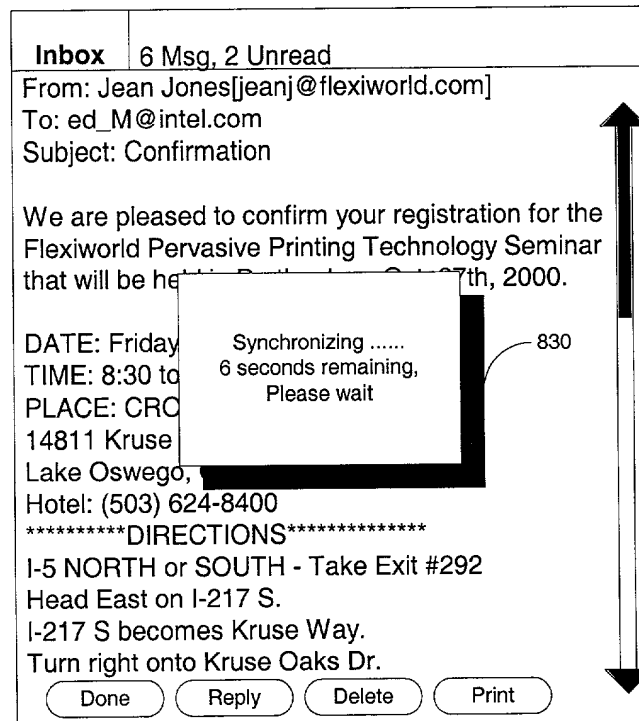 Inbox 6 Msg, 2 Unread
From: Jean Jones[jeanj@flexiworld.com]
To: ed_M@intel.com
Subject: Confirmation
We are pleased to confirm your registration for the
Flexiworld Pervasive Printing Technology Seminar
that will be 7th, 2000.
Synchronizing ......
6 seconds remaining,
Please wait
830
DATE: Friday
TIME: 8:30 to
PLACE: CRO
14811 Kruse
Lake Oswego,
Hotel: (503) 624-8400
**********DIRECTIONS**************
I-5 NORTH or SOUTH - Take Exit #292
Head East on I-217 S.
I-217 S becomes Kruse Way.
Turn right onto Kruse Oaks Dr.
Done Reply Delete Print